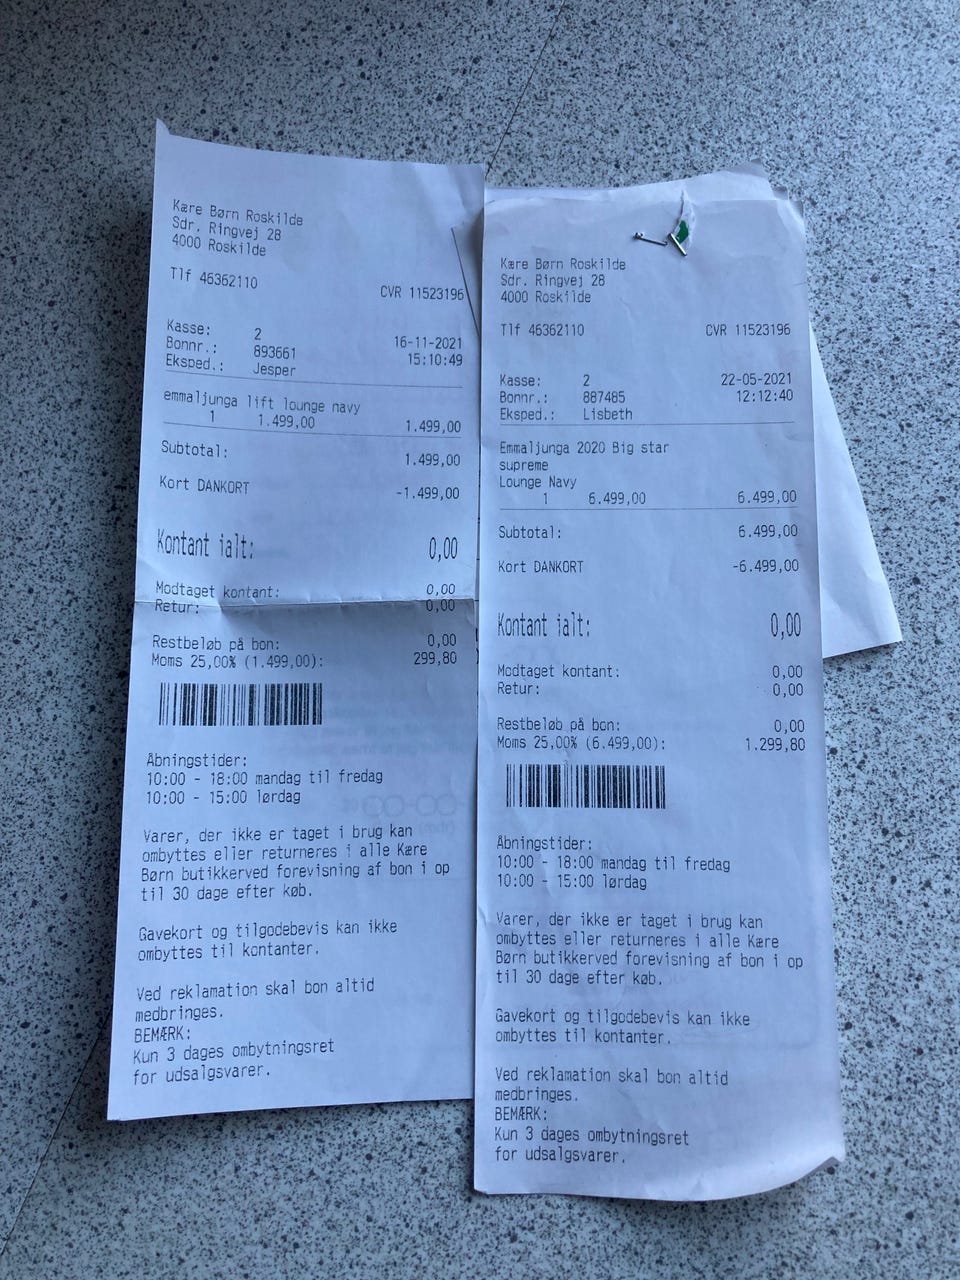 Kære Børn Roskilde
Sdr. Ringvej 28
4000 Roskilde
Tlf 46362110
CVR 11523196
Kasse: 2 16-11-2021
Bonnr.: 893661 15:10:49
Eksped.: Jesper
emmaljunga lift lounge navy
1 1.499,00 1.499,00
Subtotal: 1.499,00
Kort DANKORT -1.499,00
Kontant ialt: 0,00
Modtaget kontant: 0,00
Retur: 0,00
Restbeløb på bon: 0,00
Moms 25,00% (1.499,00): 299,80
Åbningstider:
10:00 - 18:00 mandag til fredag
10:00 - 15:00 lørdag
Varer, der ikke er taget i brug kan
ombyttes eller returneres i alle Kære
Børn butikkerved forevisning af bon i op
til 30 dage efter køb.
Gavekort og tilgodebevis kan ikke
ombyttes til kontanter.
Ved reklamation skal bon altid
medbringes.
BEMÆRK:
Kun 3 dages ombytningsret
for udsalgsvarer.
Kære Børn Roskilde
Sdr. Ringvej 28
4000 Roskilde
Tlf 46362110 CVR 11523196
Kasse: 2 22-05-2021
Bonnr.: 887485 12:12:40
Eksped.: Lisbeth
Emmaljunga 2020 Big star
supreme
Lounge Navy
1 6.499,00 6.499,00
Subtotal: 6.499,00
Kort DANKORT -6.499,00
Kontant ialt: 0,00
Modtaget kontant: 0,00
Retur: 0,00
Restbeløb på bon: 0,00
Moms 25,00% (6.499,00): 1.299,80
Åbningstider:
10:00 - 18:00 mandag til fredag
10:00 - 15:00 lørdag
Varer, der ikke er taget i brug kan
ombyttes eller returneres i alle Kære
Børn butikkerved forevisning af bon i op
til 30 dage efter køb.
Gavekort og tilgodebevis kan ikke
ombyttes til kontanter.
Ved reklamation skal bon altid
medbringes.
BEMÆRK:
Kun 3 dages ombytningsret
for udsalgsvarer.